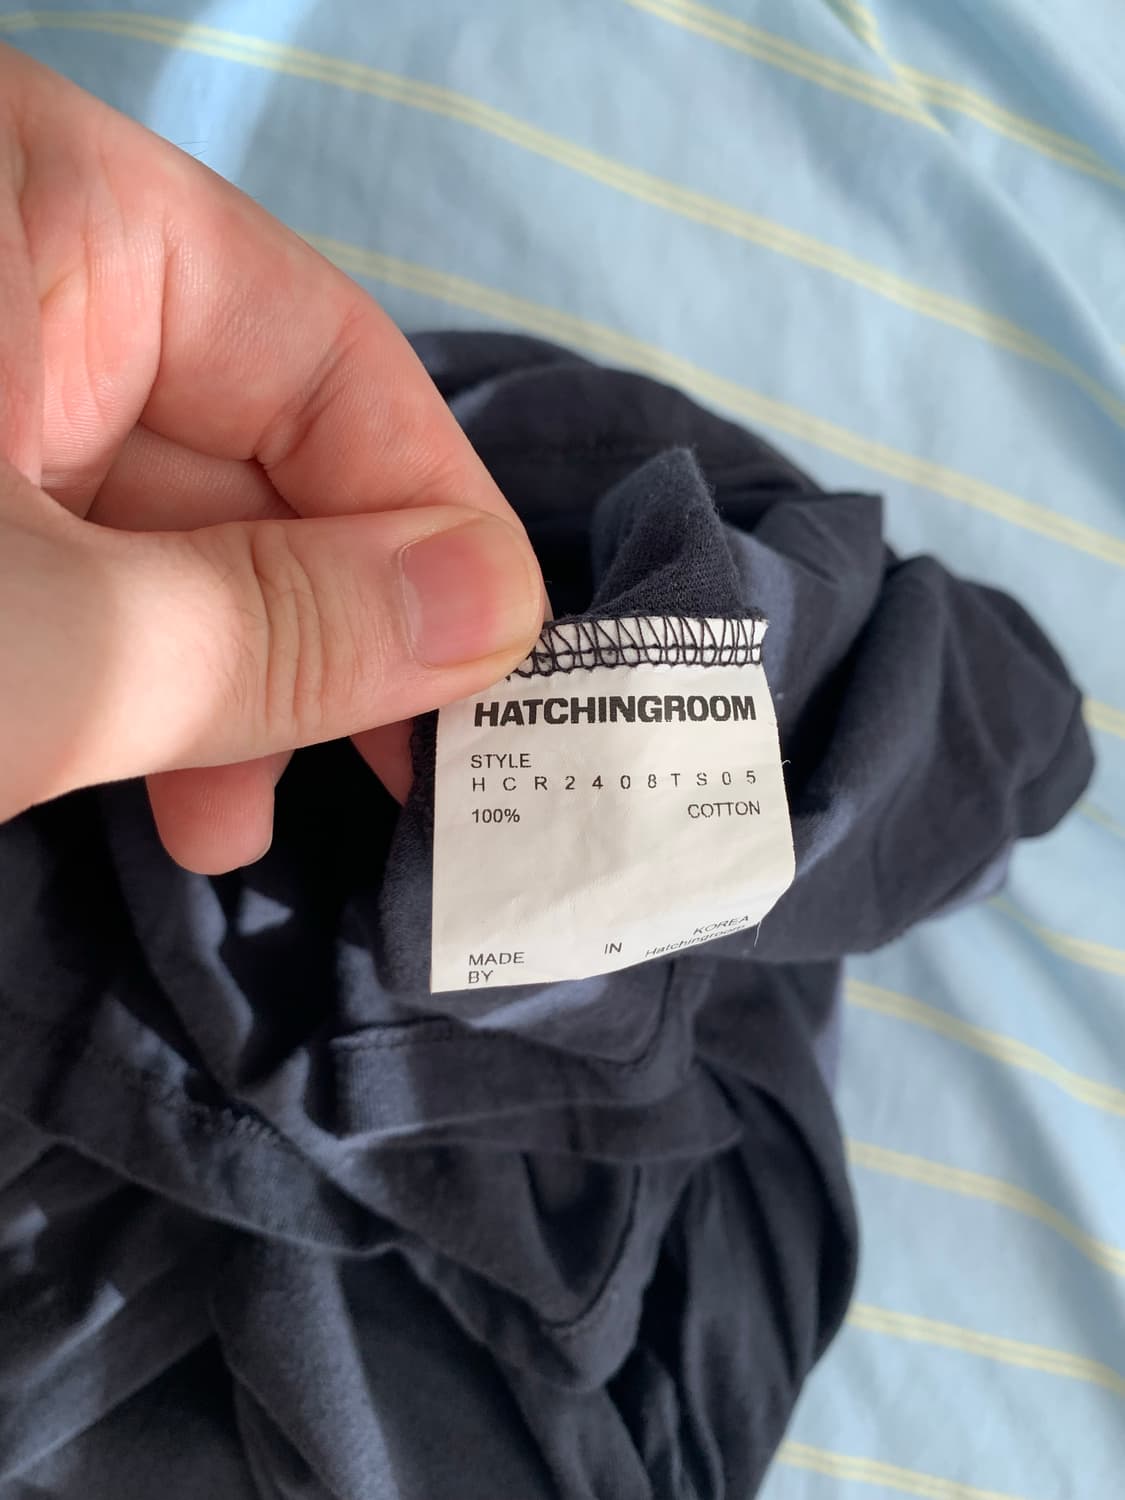 HATCHINGROOM
STYLE
H C R 2 4 0 8 T S 0 5
100% COTTON
MADE IN KOREA
BY Hatchingroom